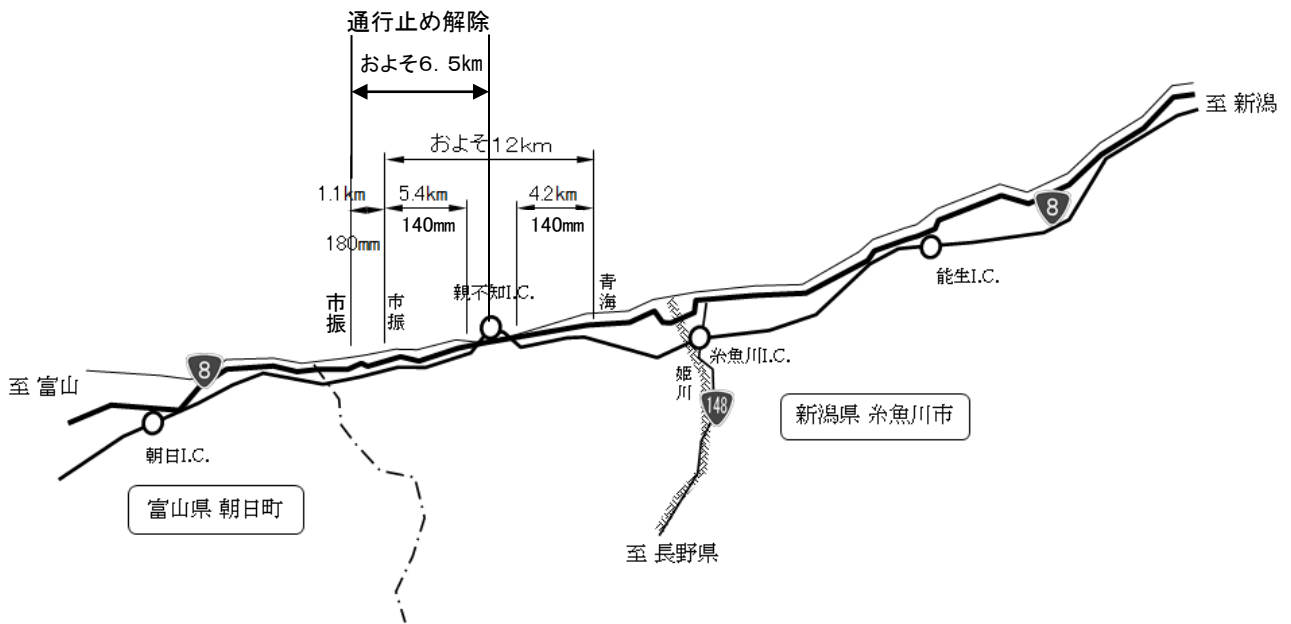 通行止め解除
およそ6.5㎞
至 新潟
およそ12km
1.1km
5.4km
4.2km
140mm
140mm
180mm
8
市振
市振
親不知I.C.
青海
能生I.C.
糸魚川I.C.
8
至 富山
姫川
148
新潟県 糸魚川市
朝日I.C.
富山県 朝日町
至 長野県